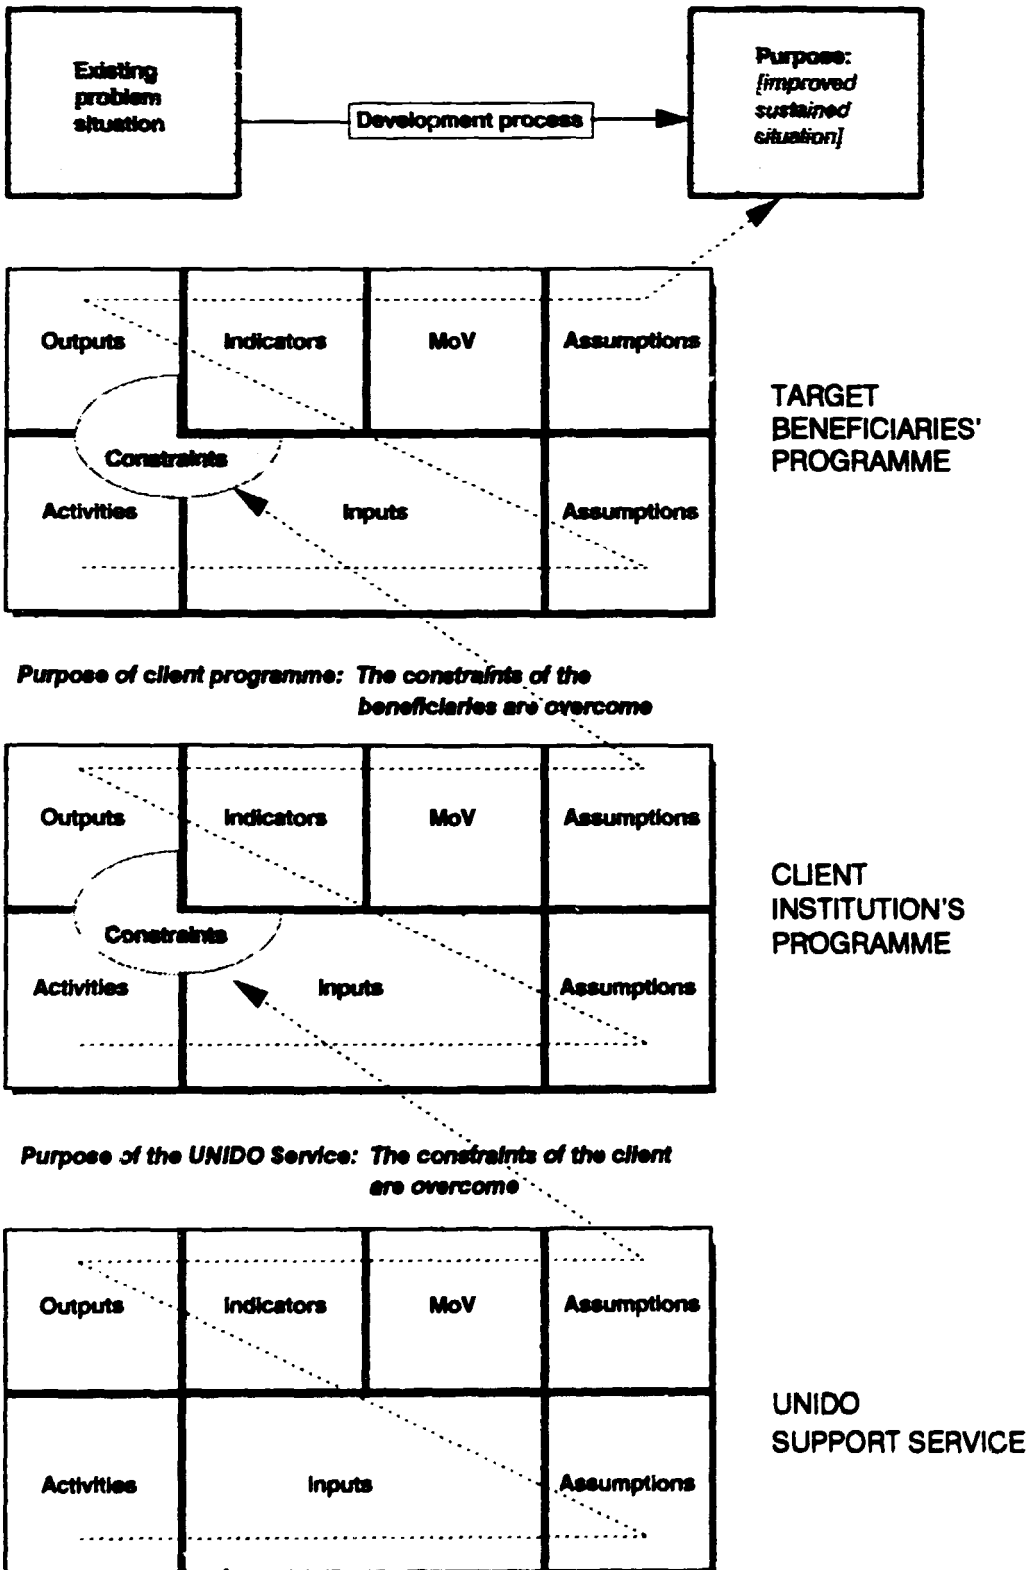 Existing
problem
situation
Development process
Purpose:
[improved
sustained
situation]
Outputs
Indicators
MoV
Assumptions
Constraints
Activities
Inputs
Assumptions
TARGET
BENEFICIARIES'
PROGRAMME
Purpose of client programme: The constraints of the
beneficiaries are overcome
Outputs
Indicators
MoV
Assumptions
Constraints
Activities
Inputs
Assumptions
CLIENT
INSTITUTION'S
PROGRAMME
Purpose of the UNIDO Service: The constraints of the client
are overcome
Outputs
Indicators
MoV
Assumptions
Activities
Inputs
Assumptions
UNIDO
SUPPORT SERVICE